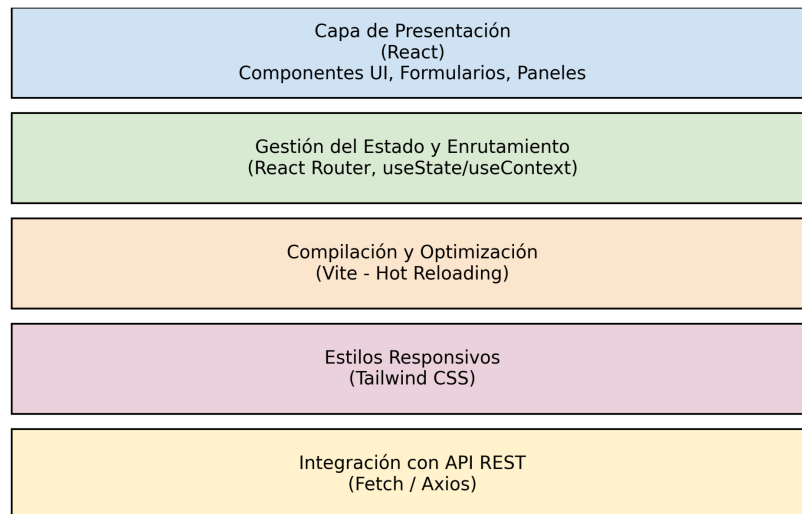 Capa de Presentación
(React)
Componentes UI, Formularios, Paneles
Gestión del Estado y Enrutamiento
(React Router, useState/useContext)
Compilación y Optimización
(Vite - Hot Reloading)
Estilos Responsivos
(Tailwind CSS)
Integración con API REST
(Fetch / Axios)